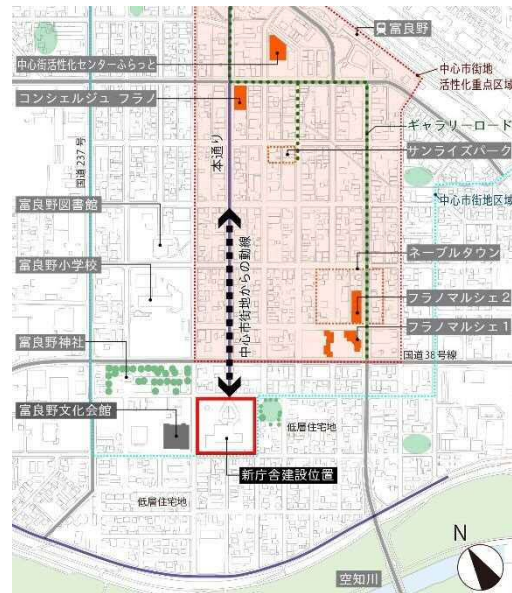 富良野
中心街活性化センターふらっと
中心市街地
活性化重点区域
コンシェルジュ フラノ
ギャラリーロード
サンライズパーク
本通り
国道 237 号
中心市街地区域
富良野図書館
中心市街地からの動線
ネーブルタウン
富良野小学校
フラノマルシェ2
フラノマルシェ1
富良野神社
国道 38 号線
富良野文化会館
低層住宅地
新庁舎建設位置
低層住宅地
N
空知川